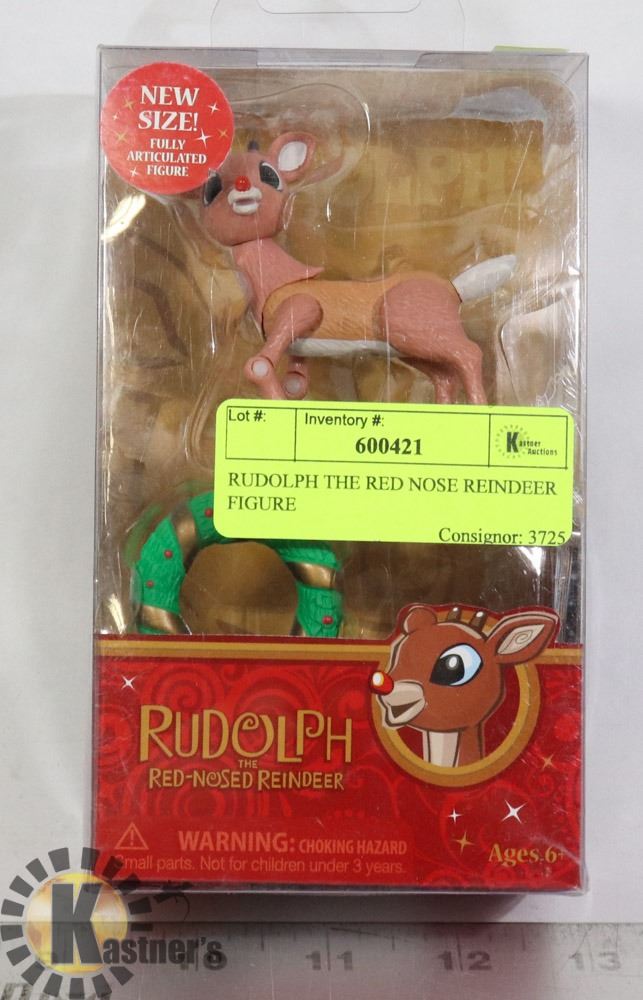 NEW
SIZE!
FULLY
ARTICULATED
FIGURE
Lot #:
Inventory #:
600421
Kastner
Auctions
RUDOLPH THE RED NOSE REINDEER
FIGURE
Consignor: 3725
RUDOLPH
THE
RED-NOSED REINDEER
WARNING: CHOKING HAZARD
Small parts. Not for children under 3 years.
Ages 6+
Kastner's
11 12 13